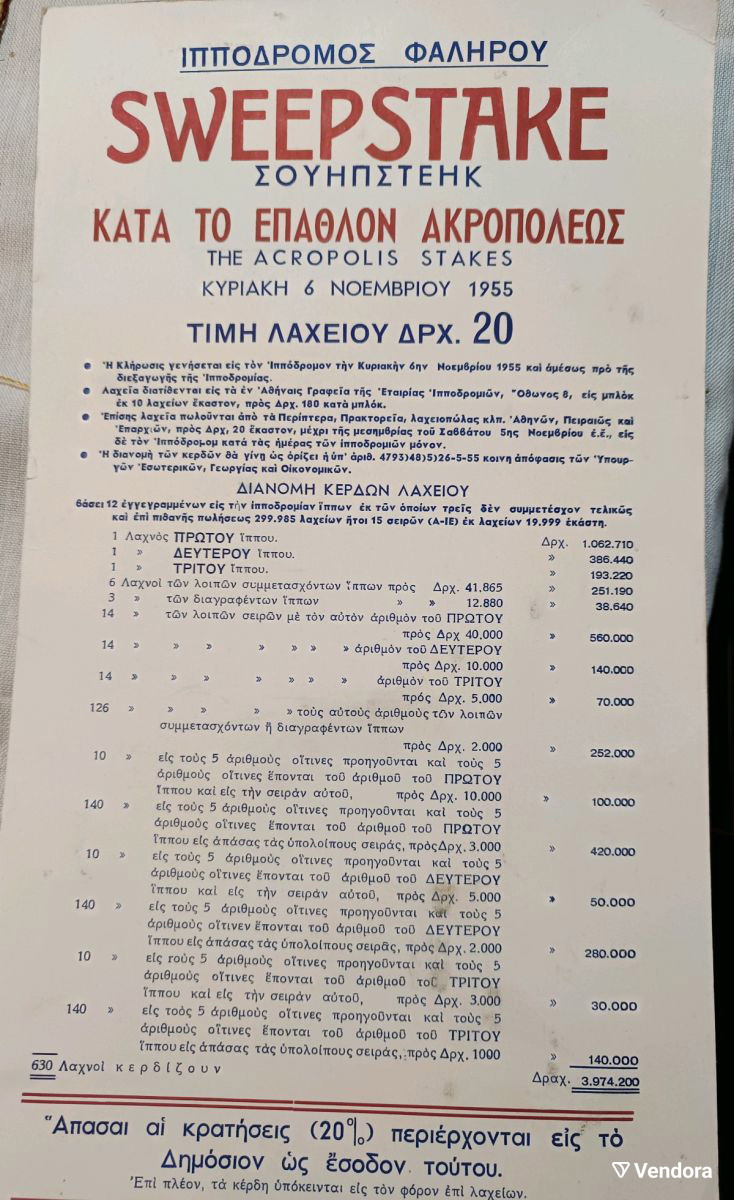 ΙΠΠΟΔΡΟΜΟΣ ΦΑΛΗΡΟΥ
SWEEPSTAKE
ΣΟΥΗΠΣΤΕΗΚ
ΚΑΤΑ ΤΟ ΕΠΑΘΛΟΝ ΑΚΡΟΠΟΛΕΩΣ
THE ACROPOLIS STAKES
ΚΥΡΙΑΚΗ 6 ΝΟΕΜΒΡΙΟΥ 1955
ΤΙΜΗ ΛΑΧΕΙΟΥ ΔΡΧ. 20
● Ἡ Κλήρωσις γενήσεται εἰς τὸν Ἱππόδρομον τὴν Κυριακὴν 6ην Νοεμβρίου 1955 καὶ ἀμέσως πρὸ τῆς
διεξαγωγῆς τῆς Ἱπποδρομίας.
● Λαχεῖα διατίθενται εἰς τὰ ἐν Ἀθήναις Γραφεῖα τῆς Ἑταιρίας Ἱπποδρομιῶν, Ὄθωνος 8, εἰς μπλὸκ
ἐκ 10 λαχείων ἕκαστον, πρὸς Δρχ. 180 κατὰ μπλόκ.
● Ἐπίσης λαχεῖα πωλοῦνται ἀπὸ τὰ Περίπτερα, Πρακτορεῖα, λαχειοπώλας κλπ. Ἀθηνῶν, Πειραιῶς καὶ
Ἐπαρχιῶν, πρὸς Δρχ, 20 ἕκαστον, μέχρι τῆς μεσημβρίας τοῦ Σαββάτου 5ης Νοεμβρίου ἐ.ἔ., εἰς
δὲ τὸν Ἱππόδρομομ κατὰ τὰς ἡμέρας τῶν ἱπποδρομιῶν μόνον.
● Ἡ διανομὴ τῶν κερδῶν θὰ γίνῃ ὡς ὁρίζει ἡ ὑπ' ἀριθ. 4793)48)5)26-5-55 κοινη ἀπόφασις τῶν Ὑπουρ-
γῶν Ἐσωτερικῶν, Γεωργίας καὶ Οἰκονομικῶν.
ΔΙΑΝΟΜΗ ΚΕΡΔΩΝ ΛΑΧΕΙΟΥ
βάσει 12 ἐγγεγραμμένων εἰς τὴν ἱπποδρομίαν ἵππων ἐκ τῶν ὁποίων τρεῖς δὲν συμμετέσχον τελικῶς
καὶ ἐπὶ πιθανῆς πωλήσεως 299.985 λαχείων ἤτοι 15 σειρῶν (Α-ΙΕ) ἐκ λαχείων 19.999 ἑκάστη.
1 Λαχνὸς ΠΡΩΤΟΥ ἵππου. Δρχ. 1.062.710
1 » ΔΕΥΤΕΡΟΥ ἵππου. » 386.440
1 » ΤΡΙΤΟΥ ἵππου. » 193.220
6 Λαχνοὶ τῶν λοιπῶν συμμετασχόντων ἵππων πρὸς Δρχ. 41.865 » 251.190
3 » τῶν διαγραφέντων ἵππων » » 12.880 » 38.640
14 » τῶν λοιπῶν σειρῶν μὲ τὸν αὐτὸν ἀριθμὸν τοῦ ΠΡΩΤΟΥ
πρὸς Δρχ 40,000 » 560.000
14 » » » » » » » ἀριθμὸν τοῦ ΔΕΥΤΕΡΟΥ
πρὸς Δρχ. 10.000 » 140.000
14 » » » » » » » ἀριθμὸν τοῦ ΤΡΙΤΟΥ
πρὸς Δρχ. 5.000 » 70.000
126 » » » » » τοὺς αὐτοὺς ἀριθμοὺς τῶν λοιπῶν
συμμετασχόντων ἢ διαγραφέντων ἵππων
πρὸς Δρχ. 2.000 » 252.000
10 » εἰς τοὺς 5 ἀριθμοὺς οἵτινες προηγοῦνται καὶ τοὺς 5
ἀριθμοὺς οἵτινες ἕπονται τοῦ ἀριθμοῦ τοῦ ΠΡΩΤΟΥ
ἵππου καὶ εἰς τὴν σειρὰν αὐτοῦ, πρὸς Δρχ. 10.000 » 100.000
140 » εἰς τοὺς 5 ἀριθμοὺς οἵτινες προηγοῦνται καὶ τοὺς 5
ἀριθμοὺς οἵτινες ἕπονται τοῦ ἀριθμοῦ τοῦ ΠΡΩΤΟΥ
ἵππου εἰς ἁπάσας τὰς ὑπολοίπους σειράς, πρὸς Δρχ. 3.000 » 420.000
10 » εἰς τοὺς 5 ἀριθμοὺς οἵτινες προηγοῦνται καὶ τοὺς 5
ἀριθμοὺς οἵτινες ἕπονται τοῦ ἀριθμοῦ τοῦ ΔΕΥΤΕΡΟΥ
ἵππου καὶ εἰς τὴν σειρὰν αὐτοῦ, πρὸς Δρχ. 5.000 » 50.000
140 » εἰς τοὺς 5 ἀριθμοὺς οἵτινες προηγοῦνται καὶ τοὺς 5
ἀριθμοὺς οἵτινεν ἕπονται τοῦ ἀριθμοῦ τοῦ ΔΕΥΤΕΡΟΥ
ἵππου εἰς ἁπάσας τὰς ὑπολοίπους σειρᾶς, πρὸς Δρχ. 2.000 » 280.000
10 » εἰς τοὺς 5 ἀριθμοὺς οἵτινες προηγοῦνται καὶ τοὺς 5
ἀριθμοὺς οἵτινες ἕπονται τοῦ ἀριθμοῦ τοῦ ΤΡΙΤΟΥ
ἵππου καὶ εἰς τὴν σειρὰν αὐτοῦ, πρὸς Δρχ. 3,000 » 30.000
140 » εἰς τοὺς 5 ἀριθμοὺς οἵτινες προηγοῦνται καὶ τοὺς 5
ἀριθμοὺς οἵτινες ἕπονται τοῦ ἀριθμοῦ τοῦ ΤΡΙΤΟΥ
ἵππου εἰς ἁπάσας τὰς ὑπολοίπους σειράς, πρὸς Δρχ. 1000 » 140.000
630 Λαχνοὶ κερδίζουν Δραχ. 3.974.200
Ἅπασαι αἱ κρατήσεις (20%) περιέρχονται εἰς τὸ
Δημόσιον ὡς ἔσοδον τούτου.
Ἐπὶ πλέον, τὰ κέρδη ὑπόκεινται εἰς τὸν φόρον ἐπὶ λαχείων.
Vendora